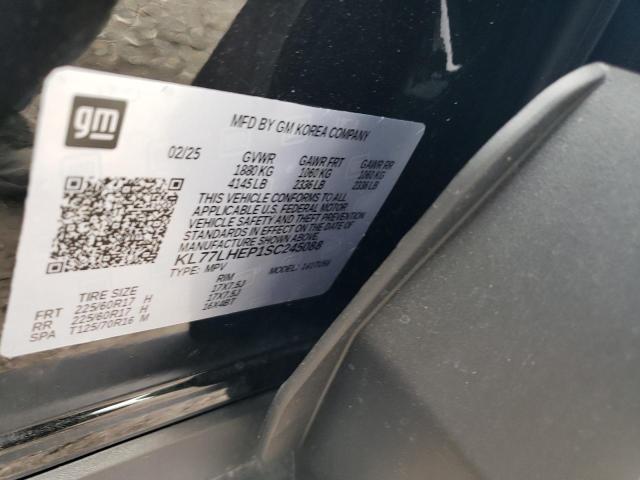 gm
MFD BY GM KOREA COMPANY
02/25 GVWR GAWR FRT GAWR RR
1880 KG 1060 KG 1060 KG
4145 LB 2336 LB 2336 LB
THIS VEHICLE CONFORMS TO ALL
APPLICABLE U.S. FEDERAL MOTOR
VEHICLE SAFETY AND THEFT PREVENTION
STANDARDS IN EFFECT ON THE DATE OF
MANUFACTURE SHOWN ABOVE.
KL77LHEP1SC245088
TYPE: MPV MODEL:
TIRE SIZE RIM
FRT 225/60R17 H 17X7.5J
RR 225/60R17 H 17X7.5J
SPA T125/70R16 M 16X4BT